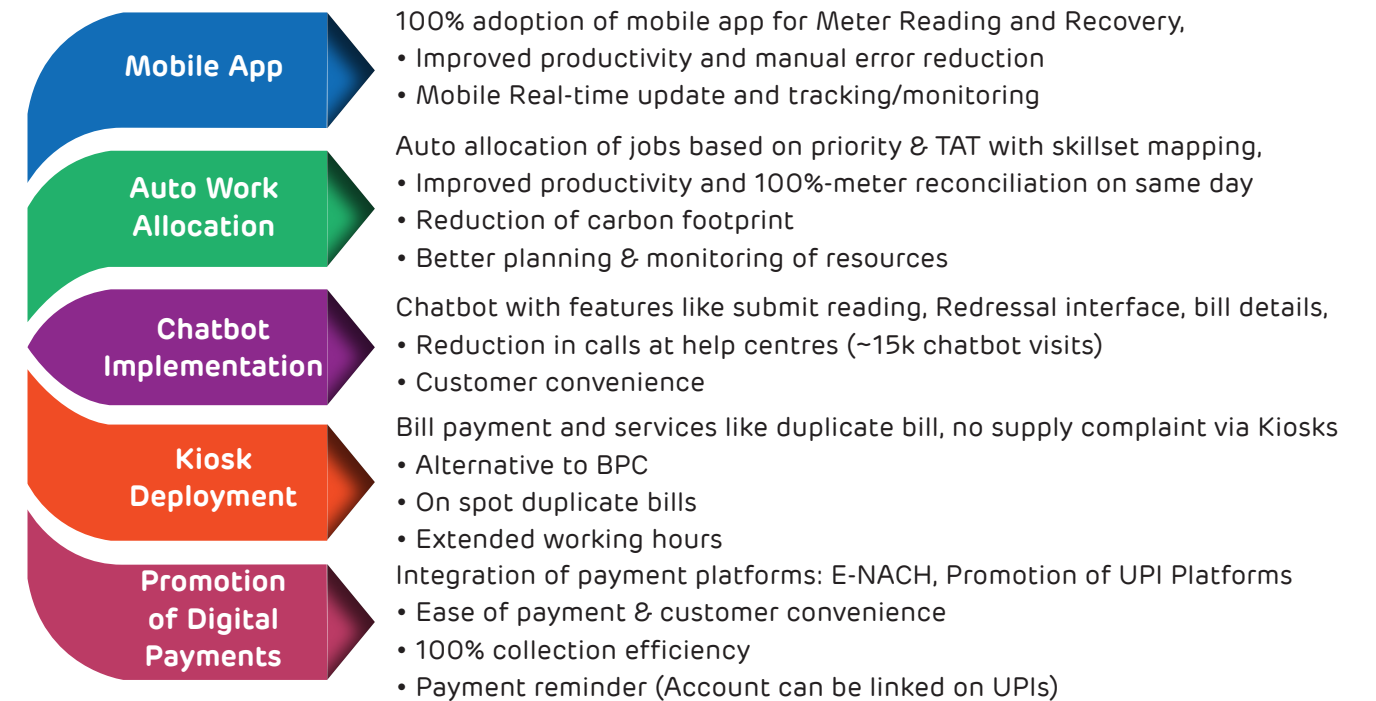 Mobile App
100% adoption of mobile app for Meter Reading and Recovery,
• Improved productivity and manual error reduction
• Mobile Real-time update and tracking/monitoring
Auto Work
Allocation
Auto allocation of jobs based on priority & TAT with skillset mapping,
• Improved productivity and 100%-meter reconciliation on same day
• Reduction of carbon footprint
• Better planning & monitoring of resources
Chatbot
Implementation
Chatbot with features like submit reading, Redressal interface, bill details,
• Reduction in calls at help centres (~15k chatbot visits)
• Customer convenience
Kiosk
Deployment
Bill payment and services like duplicate bill, no supply complaint via Kiosks
• Alternative to BPC
• On spot duplicate bills
• Extended working hours
Promotion
of Digital
Payments
Integration of payment platforms: E-NACH, Promotion of UPI Platforms
• Ease of payment & customer convenience
• 100% collection efficiency
• Payment reminder (Account can be linked on UPIs)